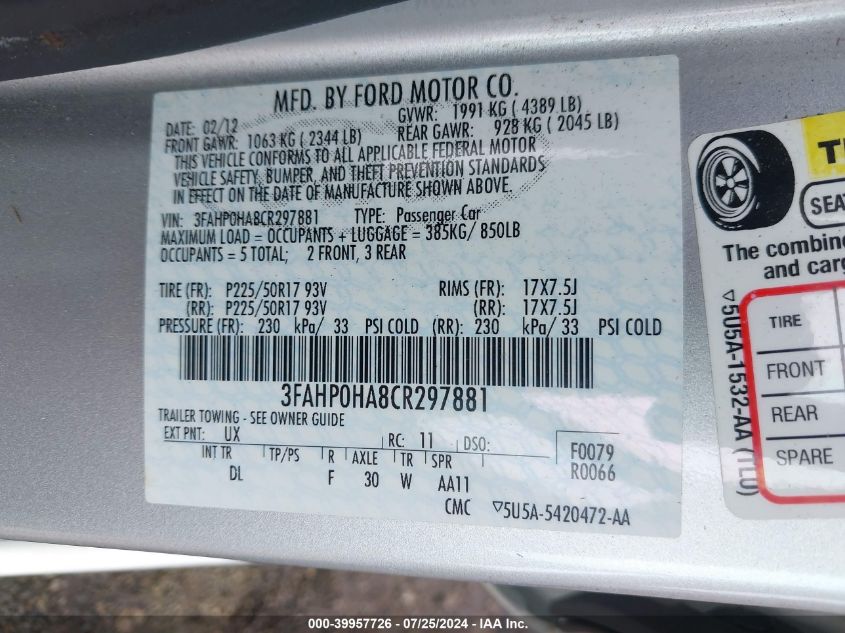 MFD. BY FORD MOTOR CO.
DATE: 02/12 GVWR: 1991 KG ( 4389 LB)
FRONT GAWR: 1063 KG ( 2344 LB) REAR GAWR: 928 KG ( 2045 LB)
THIS VEHICLE CONFORMS TO ALL APPLICABLE FEDERAL MOTOR
VEHICLE SAFETY, BUMPER, AND THEFT PREVENTION STANDARDS
IN EFFECT ON THE DATE OF MANUFACTURE SHOWN ABOVE.
VIN: 3FAHP0HA8CR297881 TYPE: Passenger Car
MAXIMUM LOAD = OCCUPANTS + LUGGAGE = 385KG/ 850LB
OCCUPANTS = 5 TOTAL; 2 FRONT, 3 REAR
TIRE (FR): P225/50R17 93V RIMS (FR): 17X7.5J
(RR): P225/50R17 93V (RR): 17X7.5J
PRESSURE (FR): 230 kPa/ 33 PSI COLD (RR): 230 kPa/ 33 PSI COLD
3FAHP0HA8CR297881
TRAILER TOWING - SEE OWNER GUIDE
EXT PNT: UX RC: 11 DSO: F0079
INT TR TP/PS R AXLE TR SPR R0066
DL F 30 W AA11
CMC ▽5U5A-5420472-AA
SEAT
The combine
and carg
TIRE
FRONT
REAR
SPARE
▽5U5A-1532-AA (TLU)
000-39957726 - 07/25/2024 - IAA Inc.